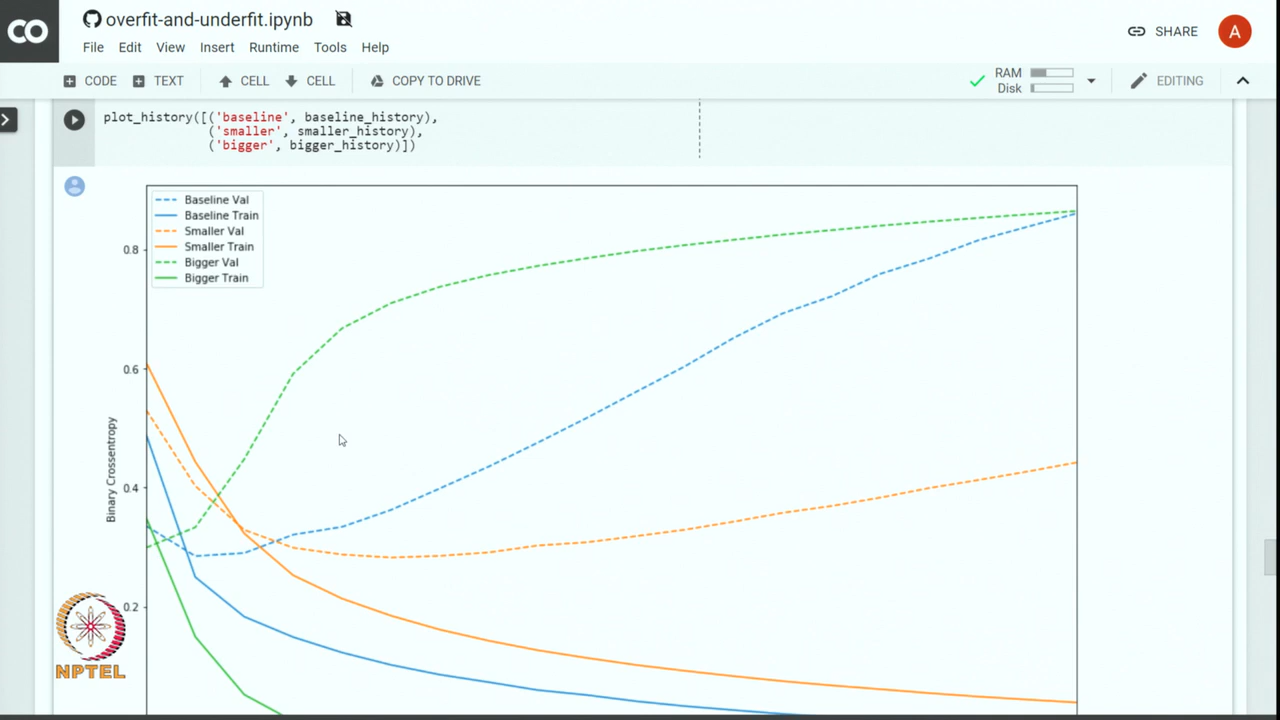 CO
overfit-and-underfit.ipynb
File Edit View Insert Runtime Tools Help
SHARE
A
CODE TEXT CELL CELL COPY TO DRIVE
RAM
Disk
EDITING
plot_history([('baseline', baseline_history),
('smaller', smaller_history),
('bigger', bigger_history)])
Baseline Val
Baseline Train
Smaller Val
Smaller Train
Bigger Val
Bigger Train
0.8
0.6
0.4
0.2
Binary Crossentropy
NPTEL